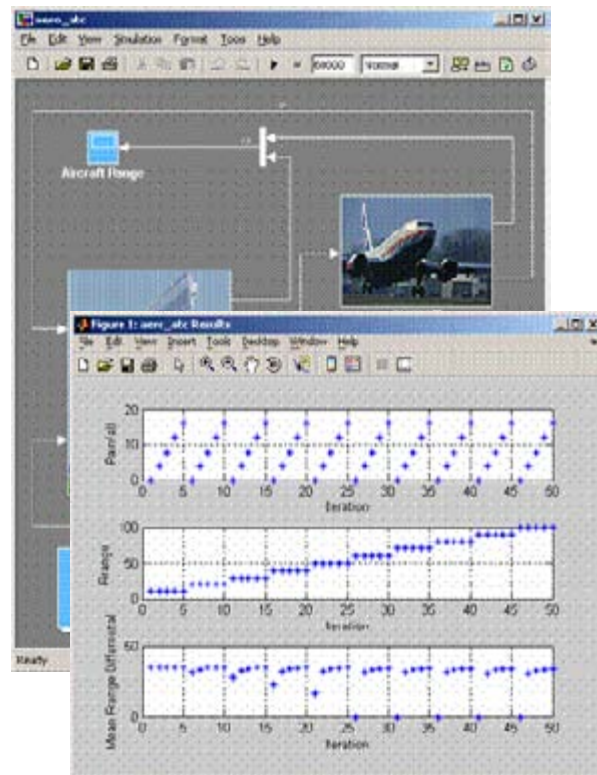 aero_atc
File Edit View Simulation Format Tools Help
60000 Normal
Aircraft Range
Figure 1: aero_atc Results
File Edit View Insert Tools Desktop Window Help
20
10
0
0 5 10 15 20 25 30 35 40 45 50
Iteration
100
50
0
Range
0 5 10 15 20 25 30 35 40 45 50
Iteration
50
0
Mean Range Differential
0 5 10 15 20 25 30 35 40 45 50
Iteration
Ready